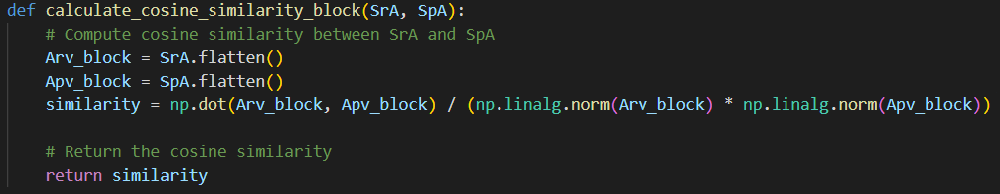 def calculate_cosine_similarity_block(SrA, SpA):
    # Compute cosine similarity between SrA and SpA
    Arv_block = SrA.flatten()
    Apv_block = SpA.flatten()
    similarity = np.dot(Arv_block, Apv_block) / (np.linalg.norm(Arv_block) * np.linalg.norm(Apv_block))
    # Return the cosine similarity
    return similarity